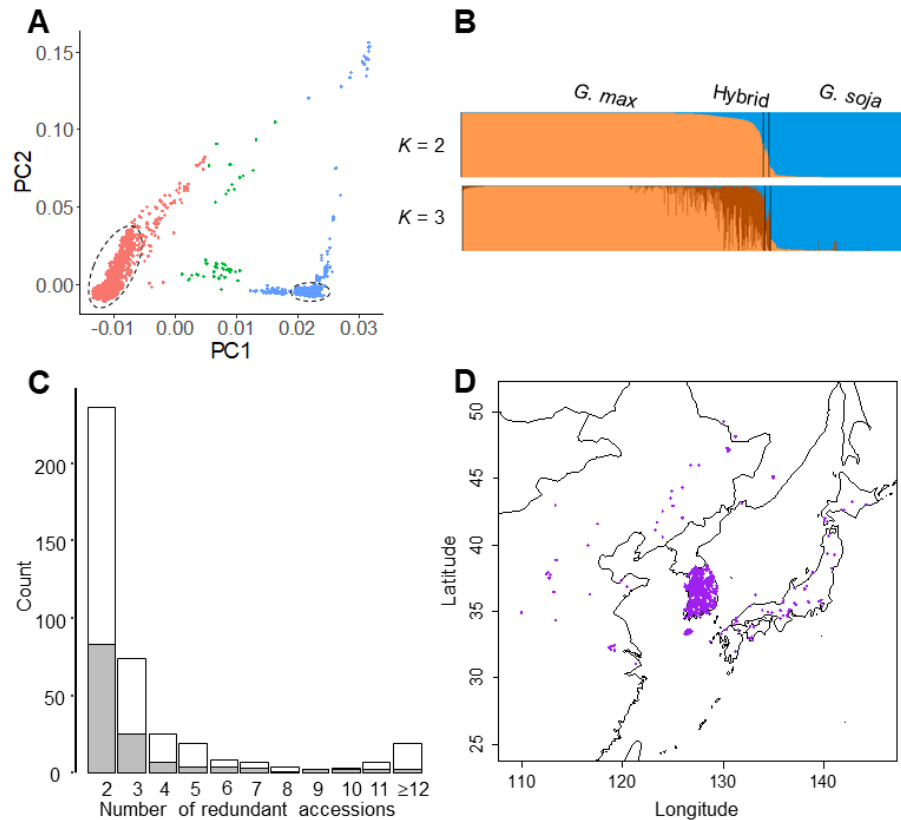 A
0.15
0.10
0.05
0.00
PC2
-0.01 0.00 0.01 0.02 0.03
PC1
B
G. max Hybrid G. soja
K = 2
K = 3
C
200
150
100
50
0
Count
2 3 4 5 6 7 8 9 10 11 ≥12
Number of redundant accessions
D
50
45
40
35
30
25
Latitude
110 120 130 140
Longitude